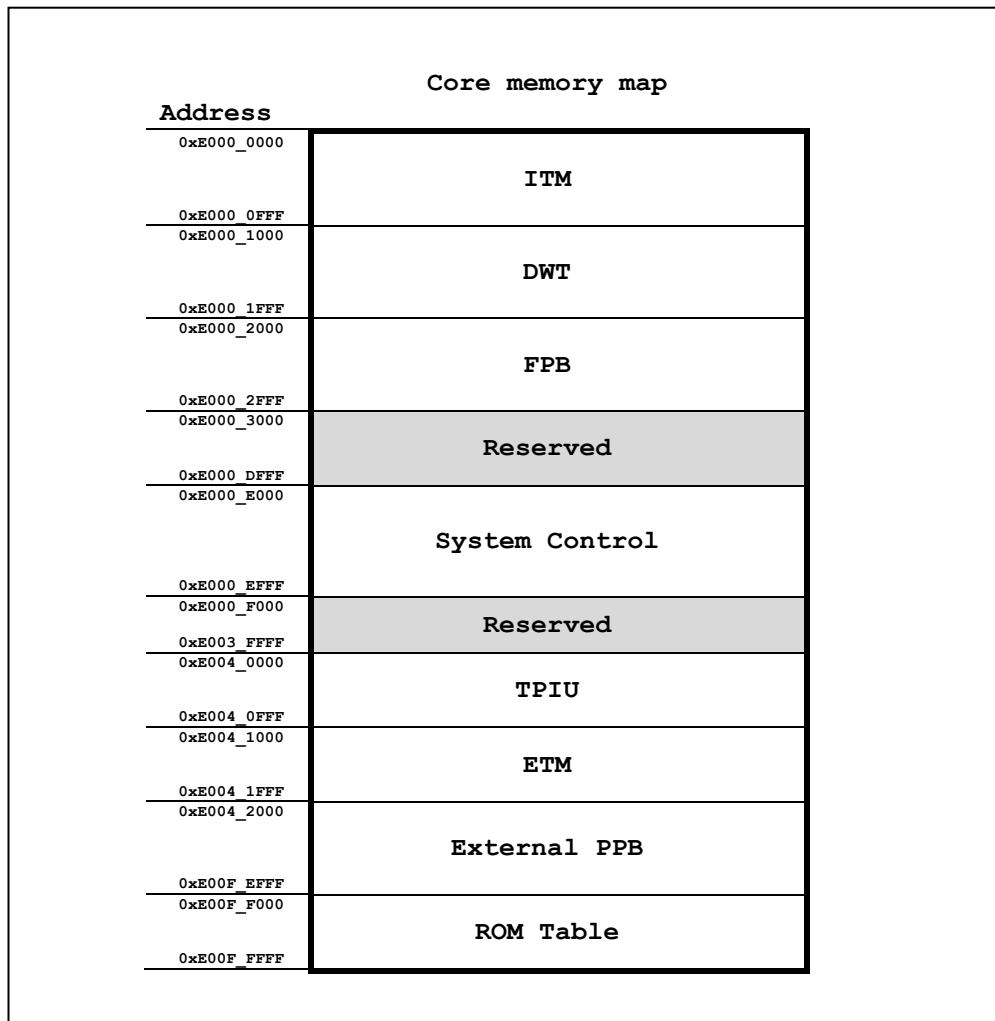 Core memory map
Address
0xE000_0000
ITM
0xE000_0FFF
0xE000_1000
DWT
0xE000_1FFF
0xE000_2000
FPB
0xE000_2FFF
0xE000_3000
Reserved
0xE000_DFFF
0xE000_E000
System Control
0xE000_EFFF
0xE000_F000
Reserved
0xE003_FFFF
0xE004_0000
TPIU
0xE004_0FFF
0xE004_1000
ETM
0xE004_1FFF
0xE004_2000
External PPB
0xE00F_EFFF
0xE00F_F000
ROM Table
0xE00F_FFFF